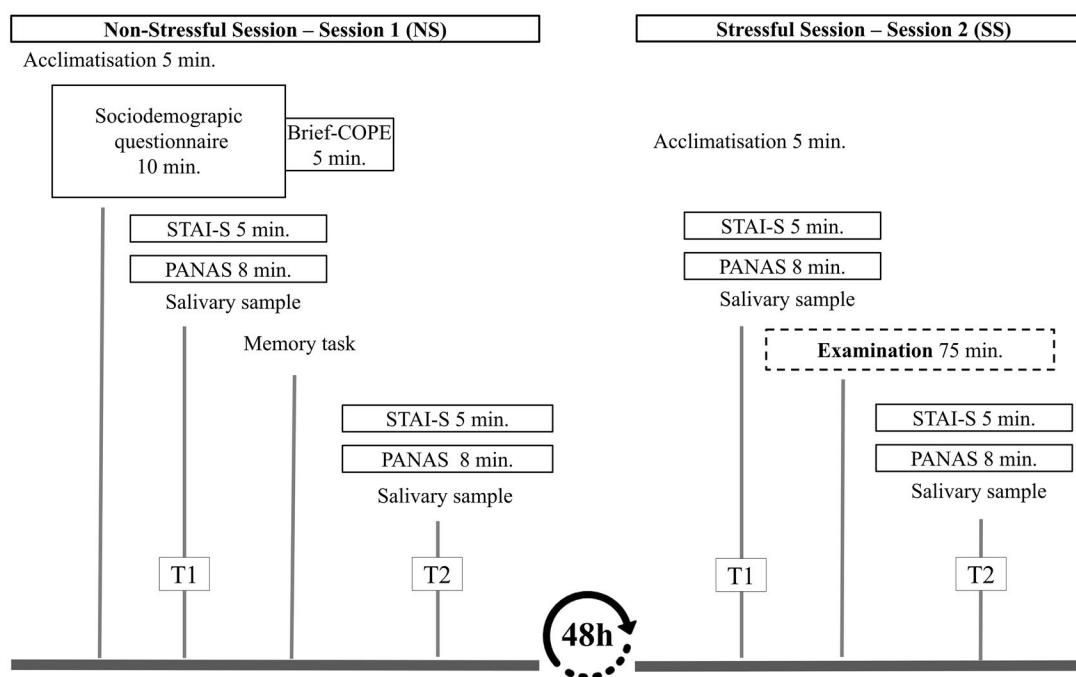 Non-Stressful Session – Session 1 (NS)
Acclimatisation 5 min.
Sociodemograpic
questionnaire
10 min.
Brief-COPE
5 min.
STAI-S 5 min.
PANAS 8 min.
Salivary sample
Memory task
STAI-S 5 min.
PANAS 8 min.
Salivary sample
T1
T2
48h
Stressful Session – Session 2 (SS)
Acclimatisation 5 min.
STAI-S 5 min.
PANAS 8 min.
Salivary sample
Examination 75 min.
STAI-S 5 min.
PANAS 8 min.
Salivary sample
T1
T2